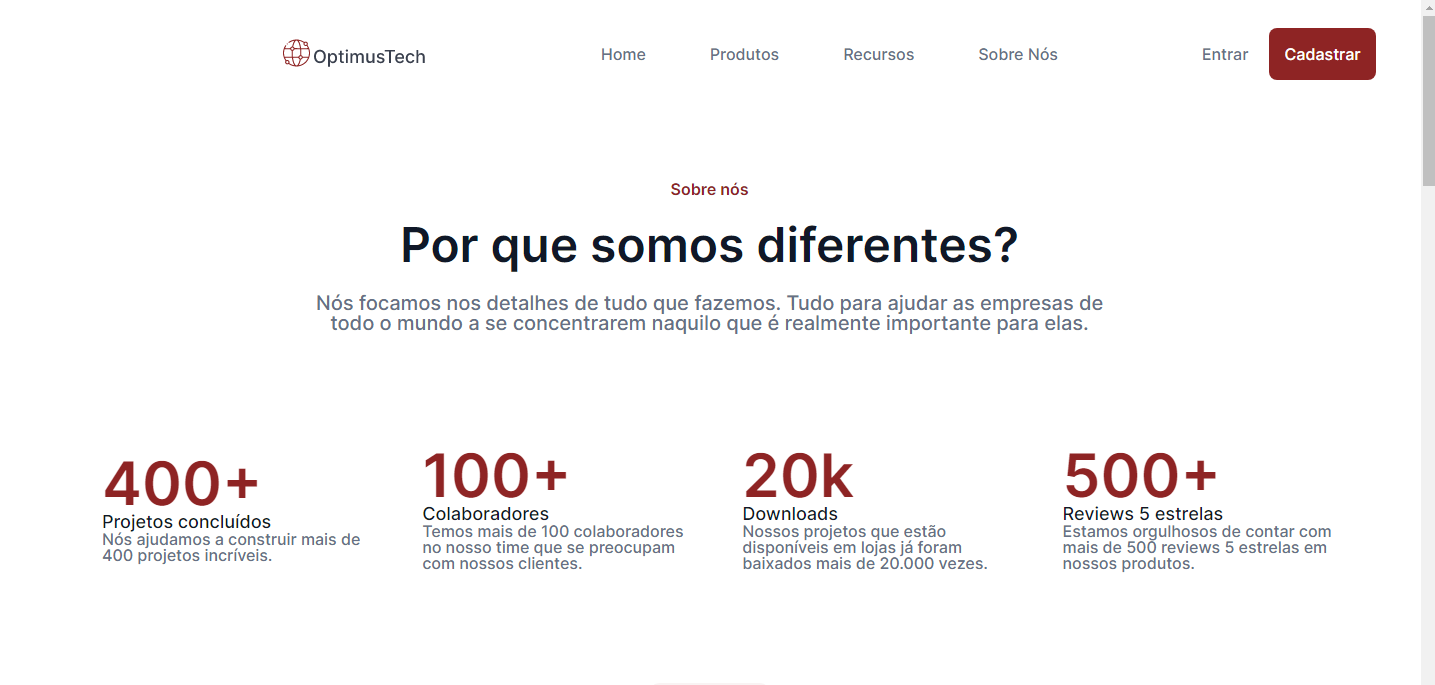 OptimusTech
Home
Produtos
Recursos
Sobre Nós
Entrar
Cadastrar
Sobre nós
Por que somos diferentes?
Nós focamos nos detalhes de tudo que fazemos. Tudo para ajudar as empresas de
todo o mundo a se concentrarem naquilo que é realmente importante para elas.
400+
Projetos concluídos
Nós ajudamos a construir mais de
400 projetos incríveis.
100+
Colaboradores
Temos mais de 100 colaboradores
no nosso time que se preocupam
com nossos clientes.
20k
Downloads
Nossos projetos que estão
disponíveis em lojas já foram
baixados mais de 20.000 vezes.
500+
Reviews 5 estrelas
Estamos orgulhosos de contar com
mais de 500 reviews 5 estrelas em
nossos produtos.